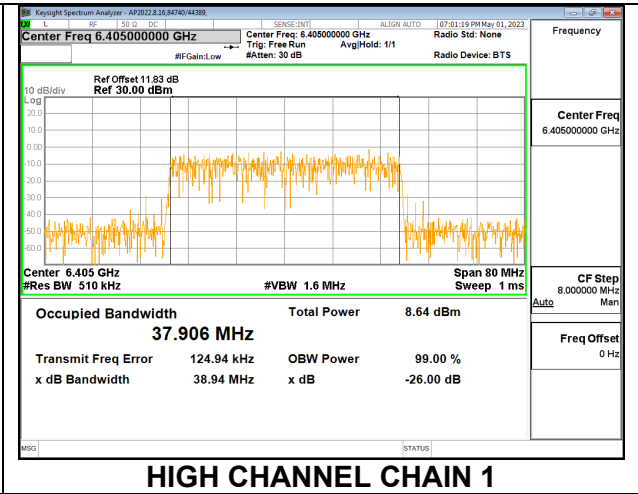 Keysight Spectrum Analyzer - AP2022.8.16,84740/44389,
LXI L RF 50 Ω DC SENSE:INT ALIGN AUTO 07:01:19 PM May 01, 2023
Center Freq 6.405000000 GHz
Center Freq: 6.405000000 GHz Radio Std: None
Trig: Free Run Avg|Hold: 1/1
#IFGain:Low #Atten: 30 dB Radio Device: BTS
Frequency
Ref Offset 11.83 dB
10 dB/div Ref 30.00 dBm
Log
20.0
10.0
0.00
-10.0
-20.0
-30.0
-40.0
-50.0
-60.0
Center 6.405 GHz Span 80 MHz
#Res BW 510 kHz #VBW 1.6 MHz Sweep 1 ms
Occupied Bandwidth Total Power 8.64 dBm
37.906 MHz
Transmit Freq Error 124.94 kHz OBW Power 99.00 %
x dB Bandwidth 38.94 MHz x dB -26.00 dB
Center Freq
6.405000000 GHz
CF Step
8.000000 MHz
Auto Man
Freq Offset
0 Hz
MSG STATUS
HIGH CHANNEL CHAIN 1